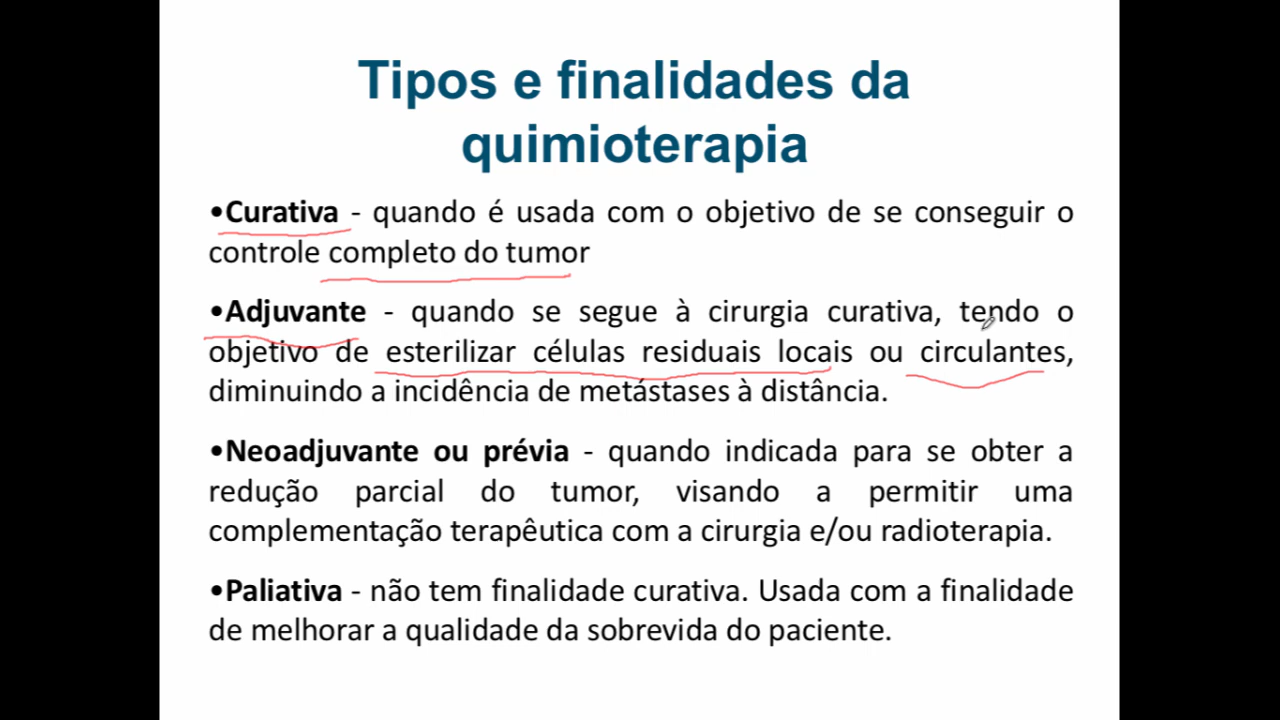 Tipos e finalidades da
quimioterapia
•Curativa - quando é usada com o objetivo de se conseguir o
controle completo do tumor
•Adjuvante - quando se segue à cirurgia curativa, tendo o
objetivo de esterilizar células residuais locais ou circulantes,
diminuindo a incidência de metástases à distância.
•Neoadjuvante ou prévia - quando indicada para se obter a
redução parcial do tumor, visando a permitir uma
complementação terapêutica com a cirurgia e/ou radioterapia.
•Paliativa - não tem finalidade curativa. Usada com a finalidade
de melhorar a qualidade da sobrevida do paciente.